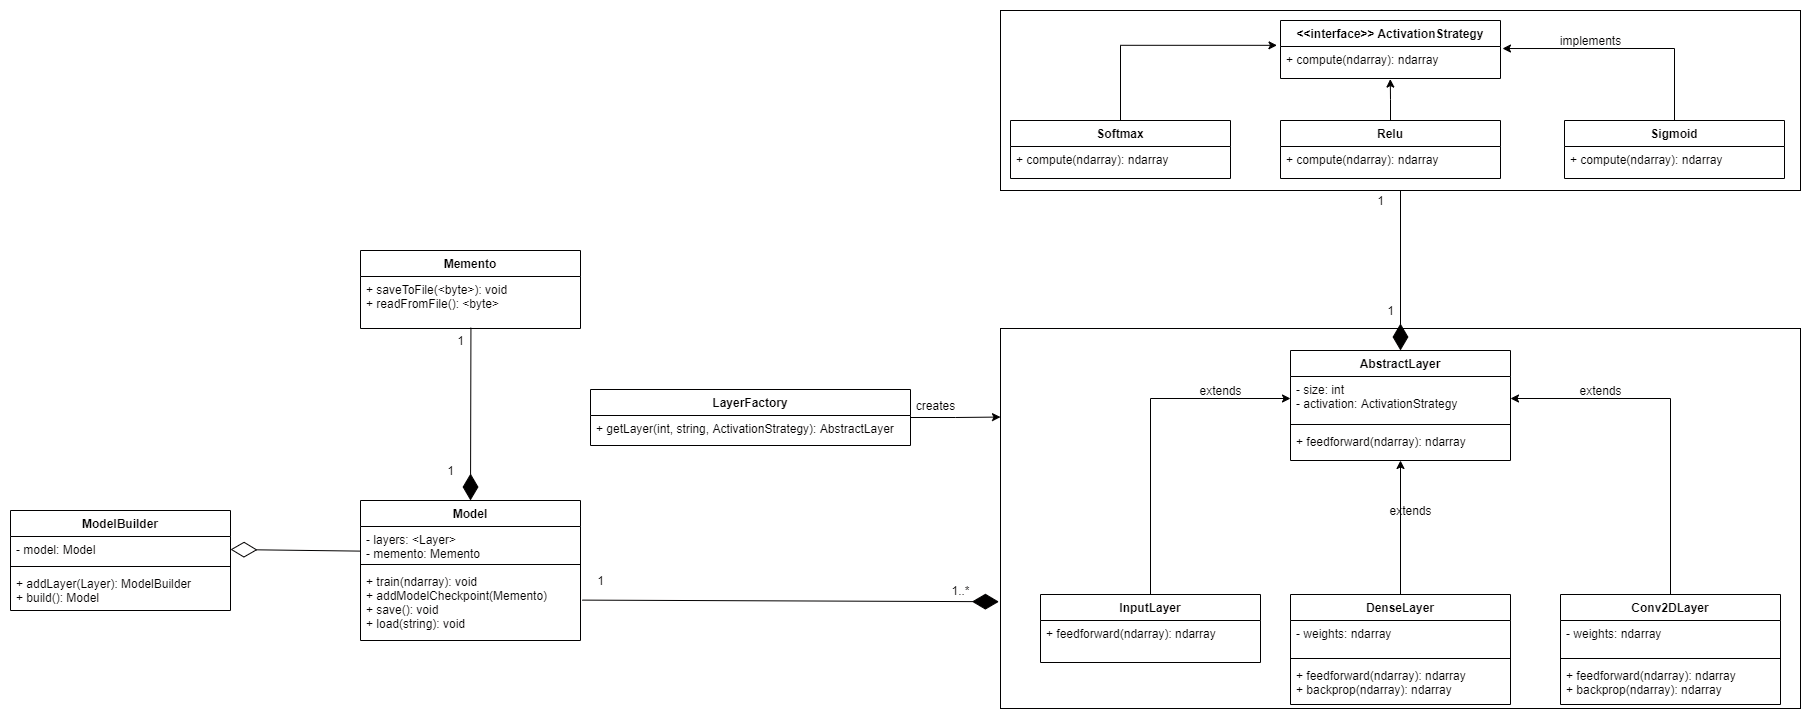 <<interface>> ActivationStrategy
+ compute(ndarray): ndarray
implements
Softmax
+ compute(ndarray): ndarray
Relu
+ compute(ndarray): ndarray
Sigmoid
+ compute(ndarray): ndarray
1
1
Memento
+ saveToFile(<byte>): void
+ readFromFile(): <byte>
1
1
LayerFactory
+ getLayer(int, string, ActivationStrategy): AbstractLayer
creates
AbstractLayer
- size: int
- activation: ActivationStrategy
+ feedforward(ndarray): ndarray
extends
extends
extends
ModelBuilder
- model: Model
+ addLayer(Layer): ModelBuilder
+ build(): Model
Model
- layers: <Layer>
- memento: Memento
+ train(ndarray): void
+ addModelCheckpoint(Memento)
+ save(): void
+ load(string): void
1
1..*
InputLayer
+ feedforward(ndarray): ndarray
DenseLayer
- weights: ndarray
+ feedforward(ndarray): ndarray
+ backprop(ndarray): ndarray
Conv2DLayer
- weights: ndarray
+ feedforward(ndarray): ndarray
+ backprop(ndarray): ndarray